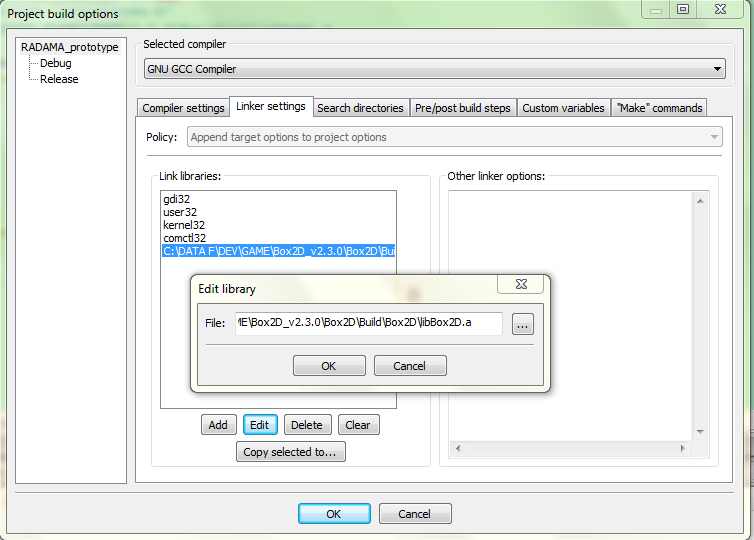 Project build options
RADAMA_prototype
Debug
Release
Selected compiler
GNU GCC Compiler
Compiler settings
Linker settings
Search directories
Pre/post build steps
Custom variables
"Make" commands
Policy:
Append target options to project options
Link libraries:
gdi32
user32
kernel32
comctl32
C:\DATA F\DEV\GAME\Box2D_v2.3.0\Box2D\Bui
Other linker options:
Edit library
File:
ME\Box2D_v2.3.0\Box2D\Build\Box2D\libBox2D.a
...
OK
Cancel
Add
Edit
Delete
Clear
Copy selected to...
OK
Cancel